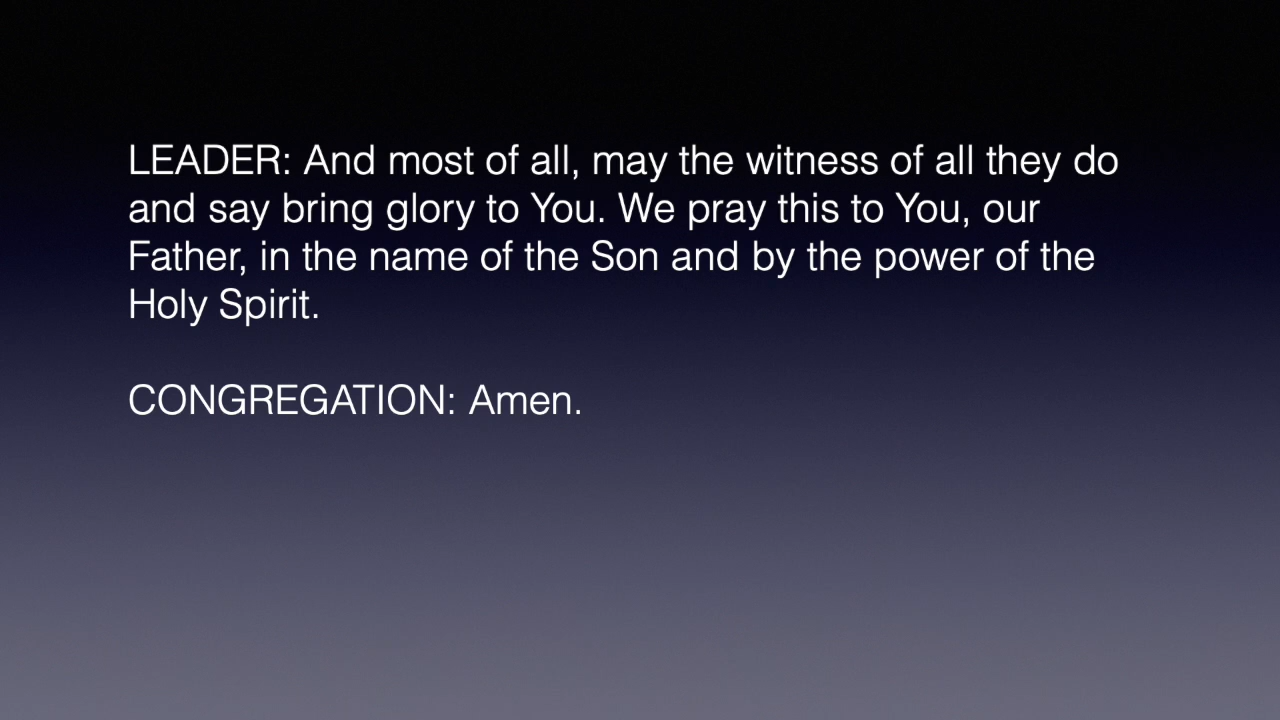 LEADER: And most of all, may the witness of all they do
and say bring glory to You. We pray this to You, our
Father, in the name of the Son and by the power of the
Holy Spirit.
CONGREGATION: Amen.